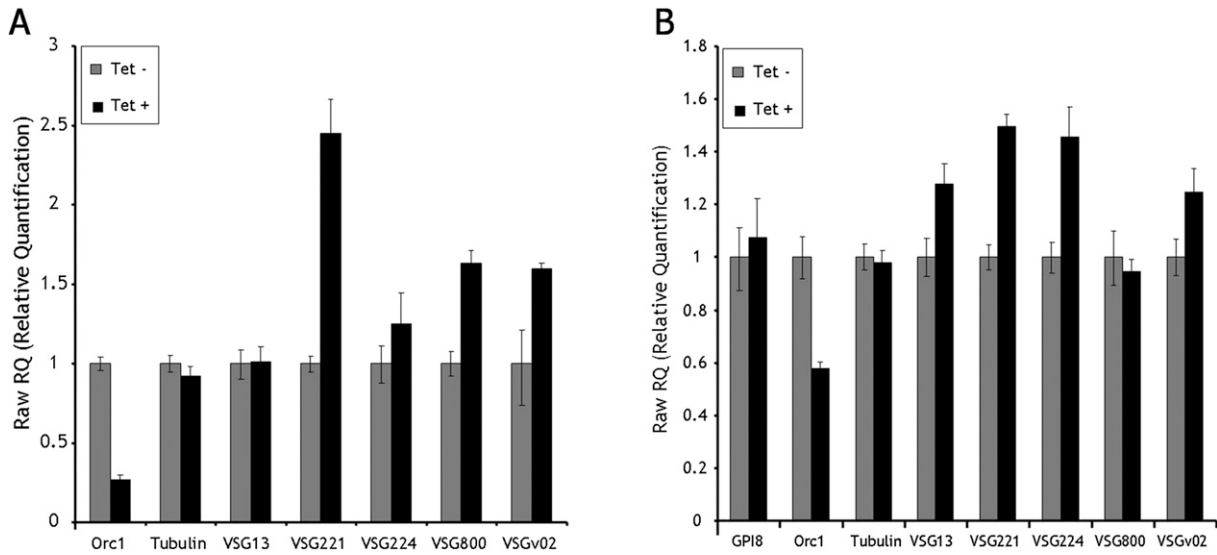 A
Raw RQ (Relative Quantification)
3
2.5
2
1.5
1
0.5
0
Tet -
Tet +
Orc1 Tubulin VSG13 VSG221 VSG224 VSG800 VSGv02
B
Raw RQ (Relative Quantification)
1.8
1.6
1.4
1.2
1
0.8
0.6
0.4
0.2
0
Tet -
Tet +
GPI8 Orc1 Tubulin VSG13 VSG221 VSG224 VSG800 VSGv02